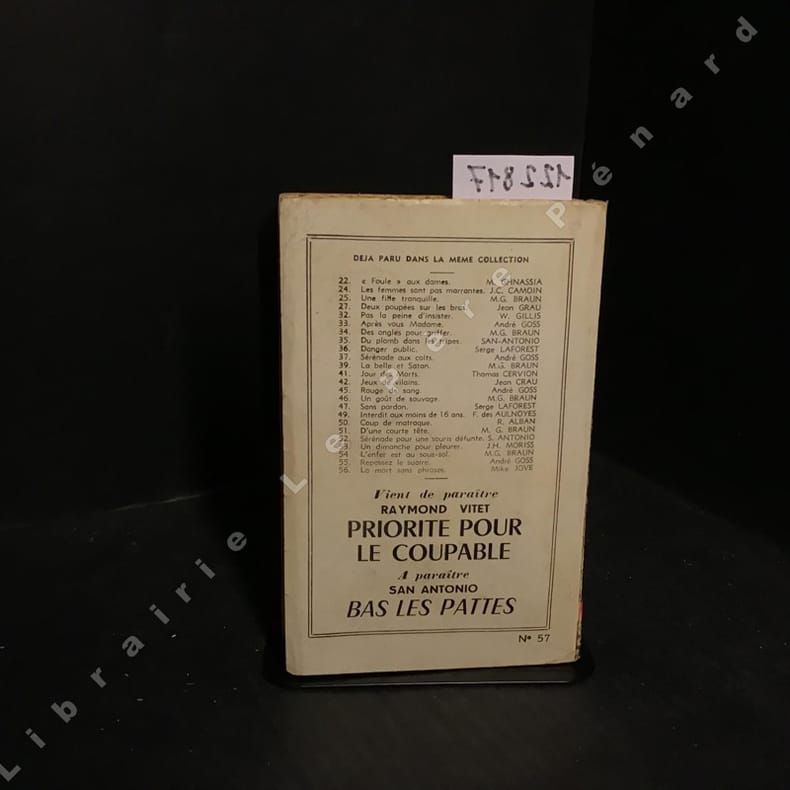 122817
DEJA PARU DANS LA MEME COLLECTION
22. « Foule » aux dames. M. OHNASSIA
24. Les femmes sont pas marrantes. J.C. CAMOIN
25. Une fille tranquille. M.G. BRAUN
27. Deux poupées sur les bras. Jean GRAU
32. Pas la peine d'insister. W. GILLIS
33. Après vous Madame. André GOSS
34. Des ongles pour griffer. M.G. BRAUN
35. Du plomb dans les tripes. SAN-ANTONIO
36. Danger public. Serge LAFOREST
37. Sérénade aux colts. André GOSS
39. La belle et Satan. M.G. BRAUN
41. Jour des Morts. Thomas CERVION
42. Jeux de vilains. Jean CRAU
45. Rouge de sang. André GOSS
46. Un goût de sauvage. M.G. BRAUN
47. Sans pardon. Serge LAFOREST
49. Interdit aux moins de 16 ans. F. des AULNOYES
50. Coup de matraque. R. ALBAN
51. D'une courte tête. M. G. BRAUN
52. Sérénade pour une souris défunte. S. ANTONIO
53. Un dimanche pour pleurer. J.H. MORISS
54. L'enfer est au sous-sol. M.G. BRAUN
55. Repassez le suaire. André GOSS
56. La mort sans phrases. Mike JOVE
Vient de paraître
RAYMOND VITET
PRIORITE POUR
LE COUPABLE
A paraître
SAN ANTONIO
BAS LES PATTES
N° 57
Librairie Le Père Pénard